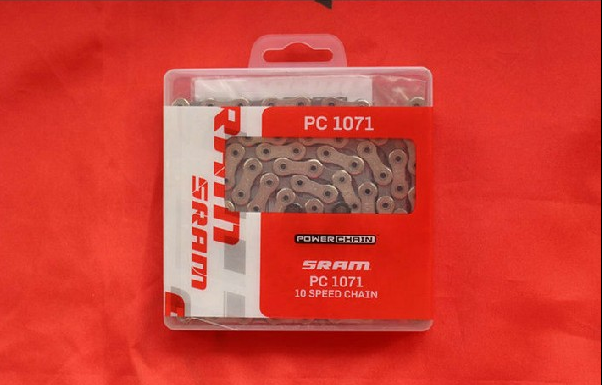 PC 1071
SRAM
SRAM
POWERCHAIN
SRAM
PC 1071
10 SPEED CHAIN